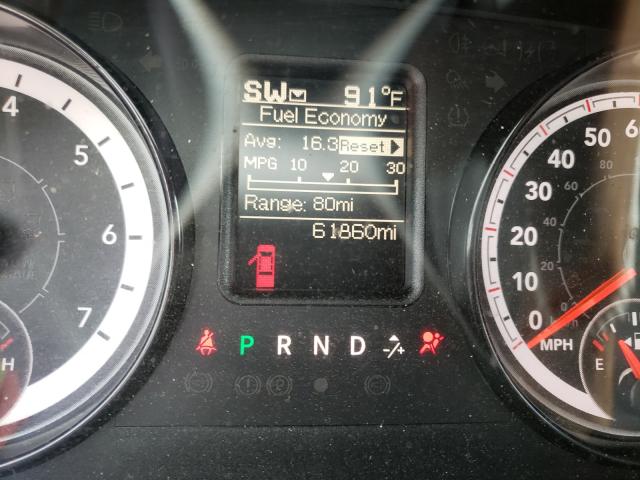 SW 91°F
Fuel Economy
Avg: 16.3 Reset
MPG 10 20 30
Range: 80mi
61860mi
P R N D -/+
4
5
6
7
H
0
10
20
30
40
50
6
MPH
E